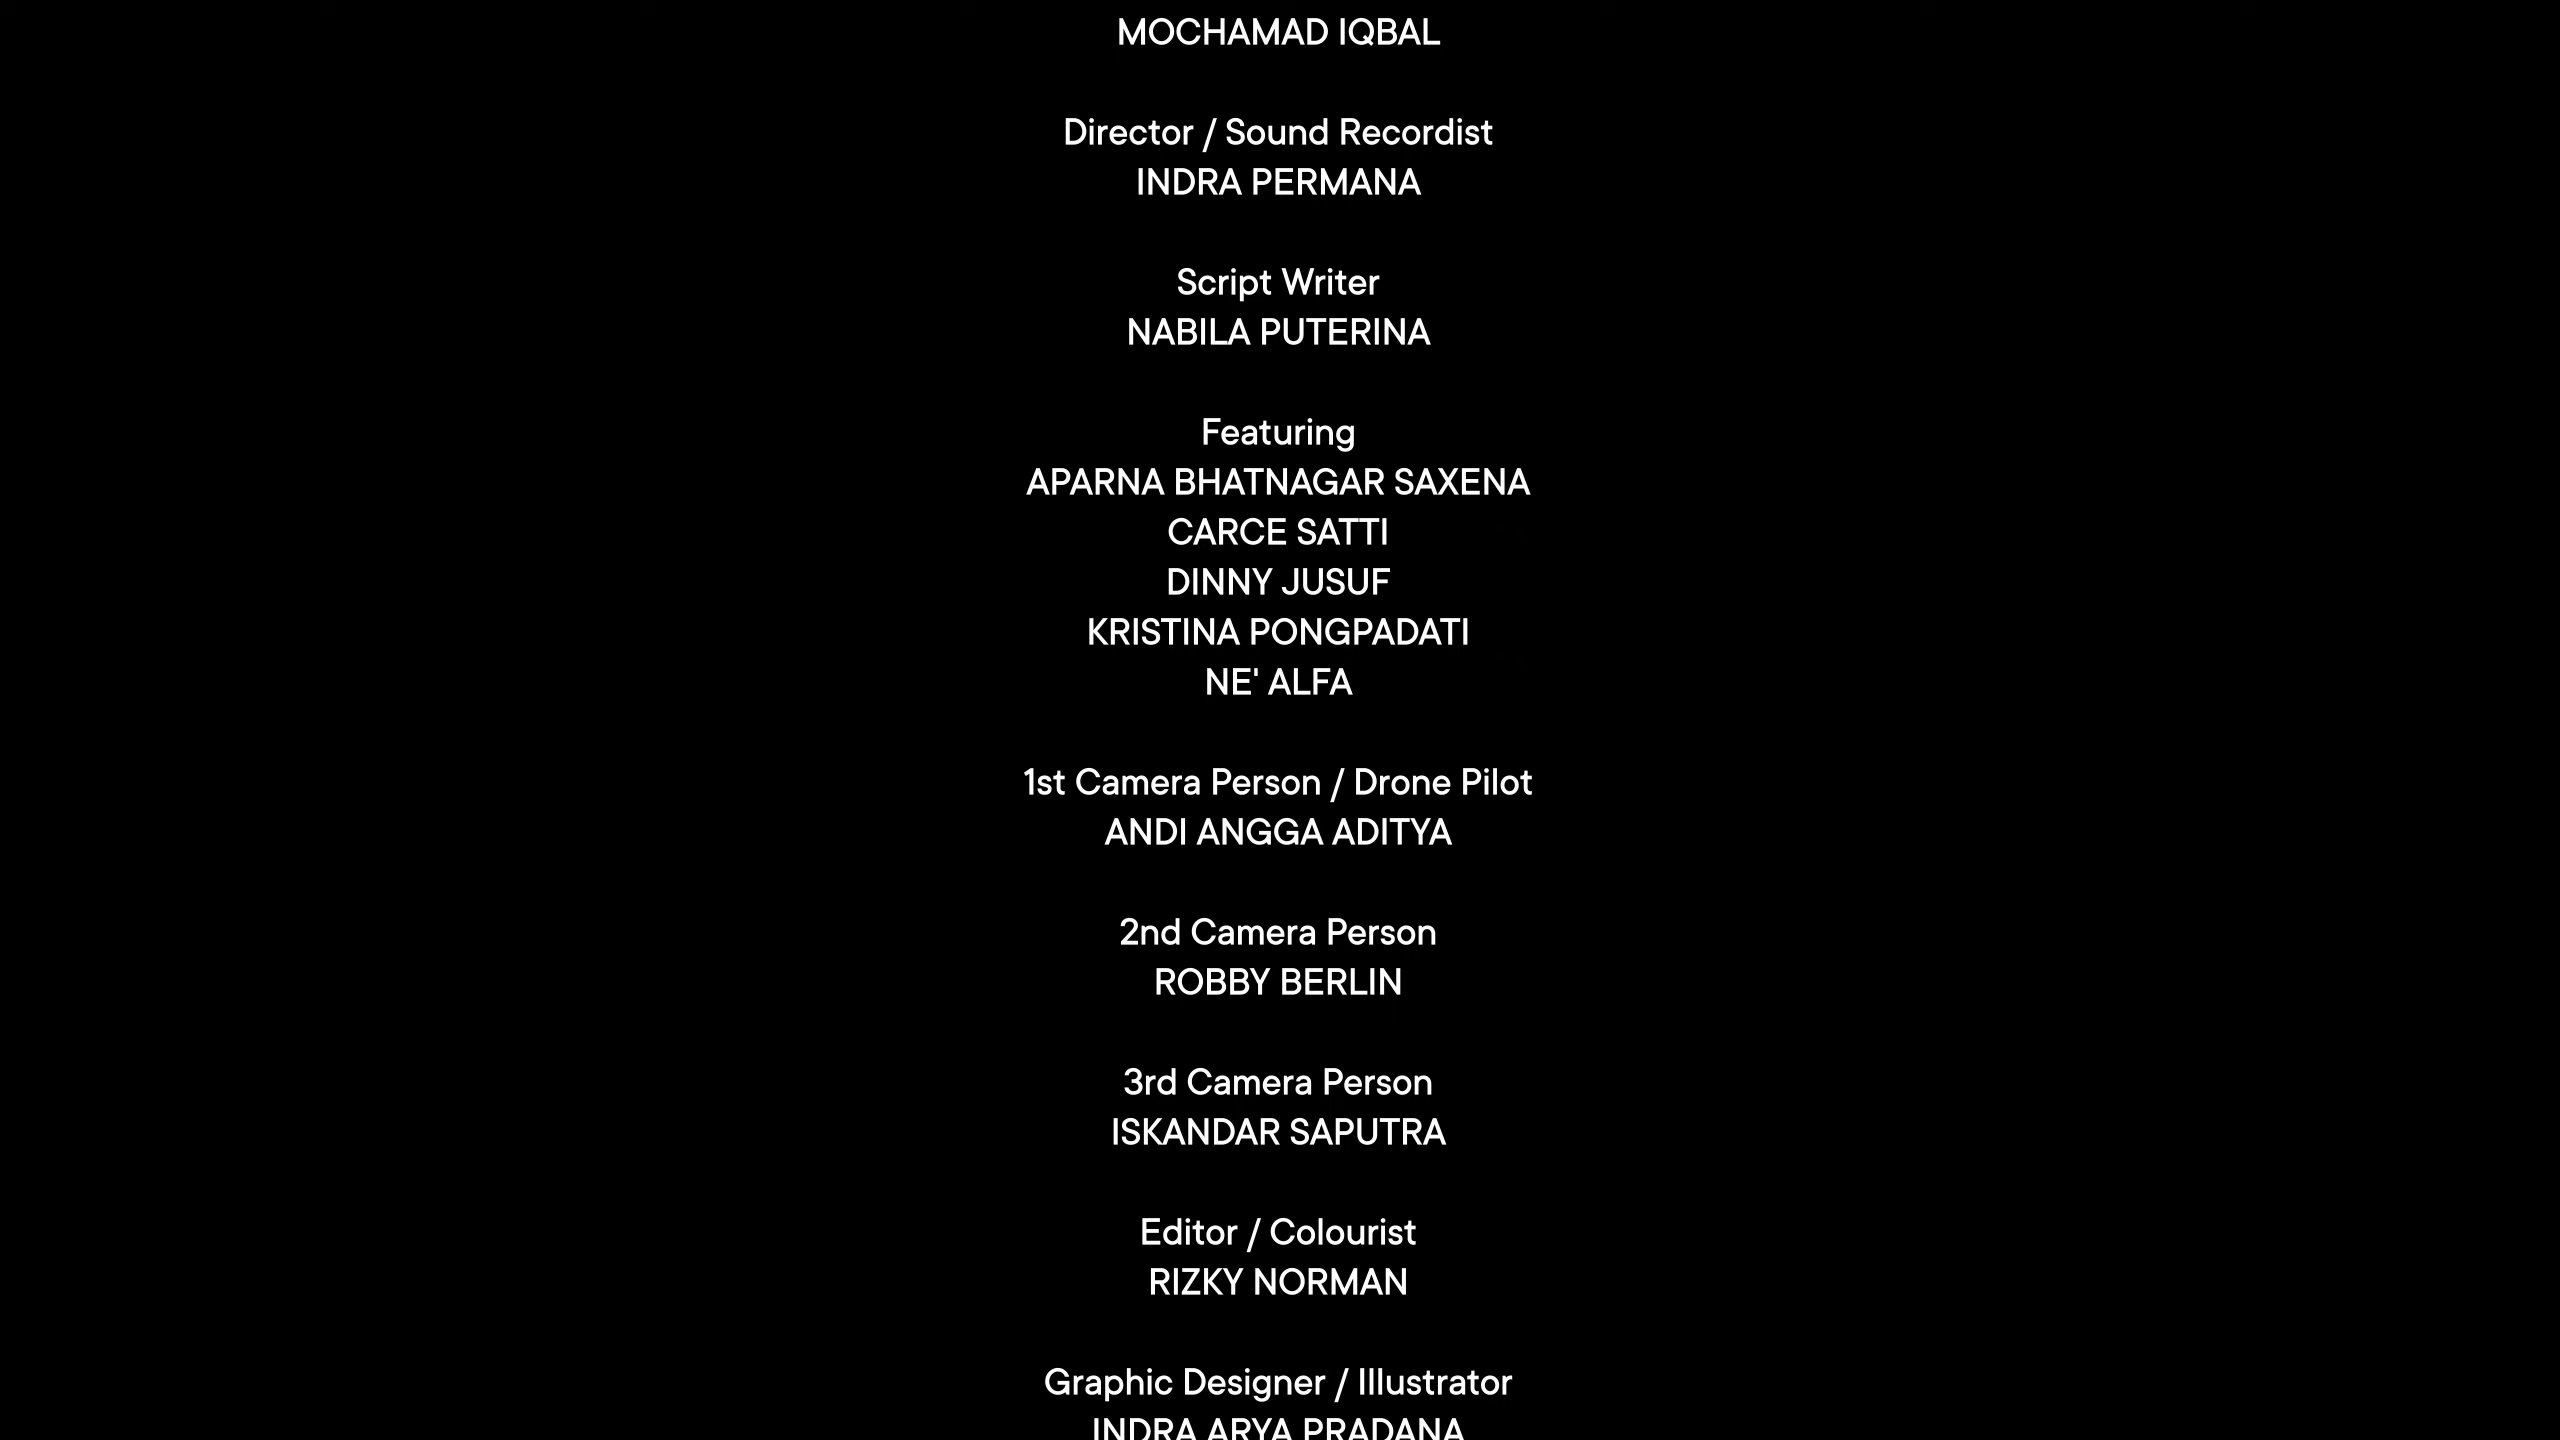 MOCHAMAD IQBAL
Director / Sound Recordist
INDRA PERMANA
Script Writer
NABILA PUTERINA
Featuring
APARNA BHATNAGAR SAXENA
CARCE SATTI
DINNY JUSUF
KRISTINA PONGPADATI
NE' ALFA
1st Camera Person / Drone Pilot
ANDI ANGGA ADITYA
2nd Camera Person
ROBBY BERLIN
3rd Camera Person
ISKANDAR SAPUTRA
Editor / Colourist
RIZKY NORMAN
Graphic Designer / Illustrator
INDRA ARYA PRADANA